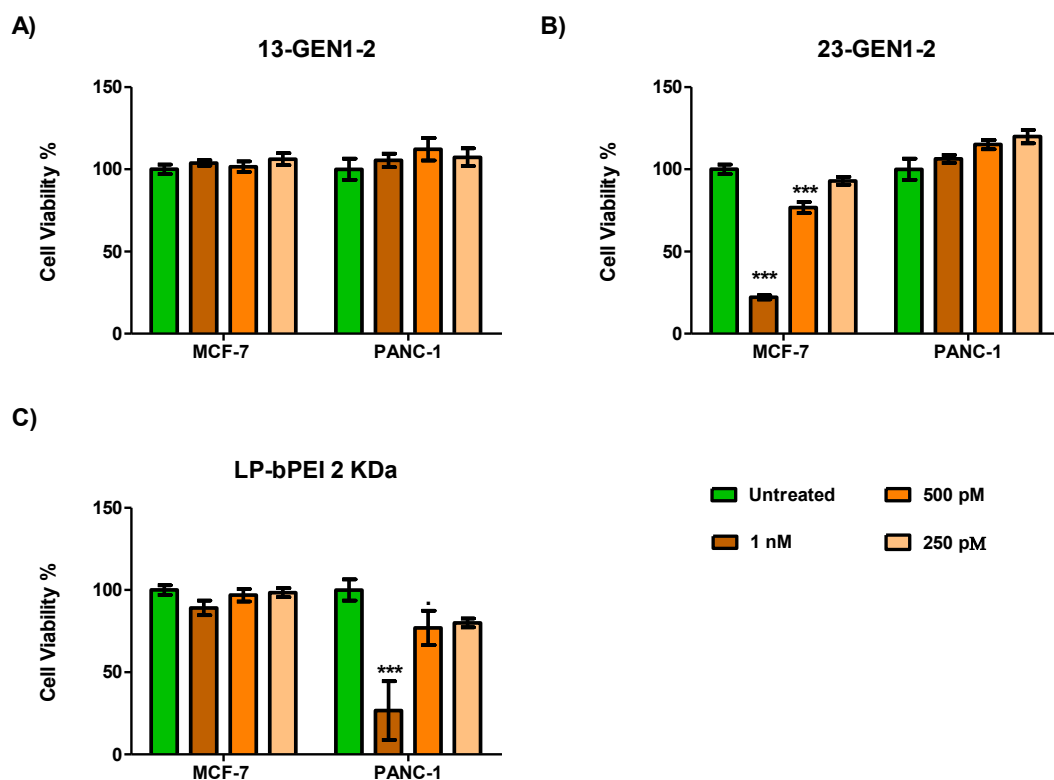 A)
13-GEN1-2
Cell Viability %
150
100
50
0
MCF-7
PANC-1
B)
23-GEN1-2
Cell Viability %
150
100
50
0
***
***
MCF-7
PANC-1
C)
LP-bPEI 2 KDa
Cell Viability %
150
100
50
0
***
.
MCF-7
PANC-1
Untreated
500 pM
1 nM
250 pM